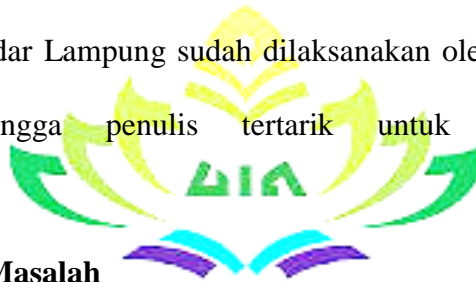 dar Lampung sudah dilaksanakan ole
ngga penulis tertarik untuk
UIN
Masalah